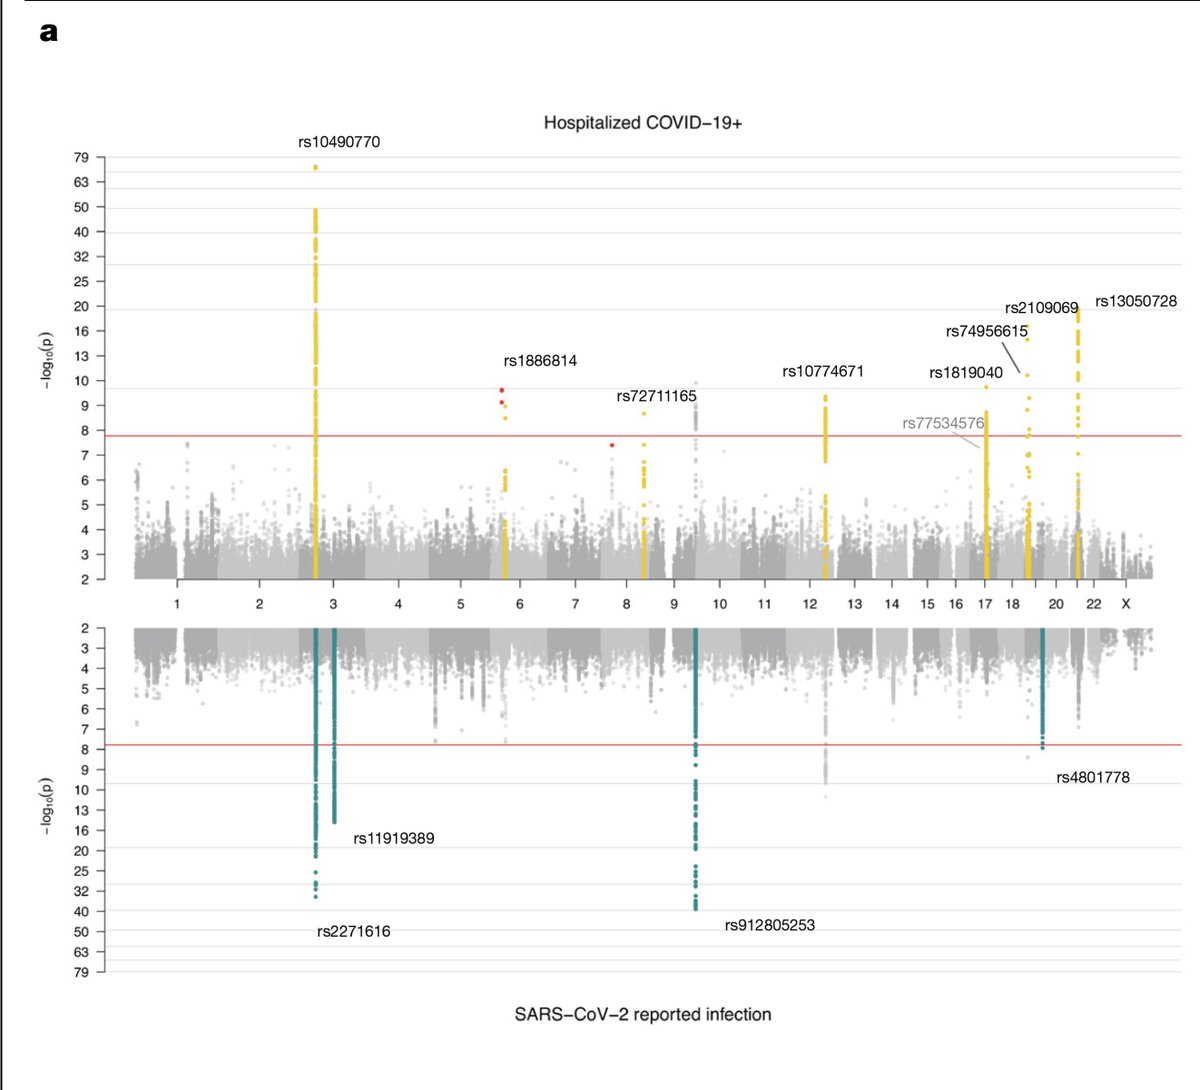 a
Hospitalized COVID−19+
rs10490770
79
63
50
40
32
25
20
16
13
10
9
8
7
6
5
4
3
2
−log10(p)
rs13050728
rs2109069
rs74956615
rs1886814
rs10774671
rs1819040
rs72711165
rs77534576
1 2 3 4 5 6 7 8 9 10 11 12 13 14 15 16 17 18 20 22 X
2
3
4
5
6
7
8
9
10
13
16
20
25
32
40
50
63
79
−log10(p)
rs4801778
rs11919389
rs912805253
rs2271616
SARS−CoV−2 reported infection